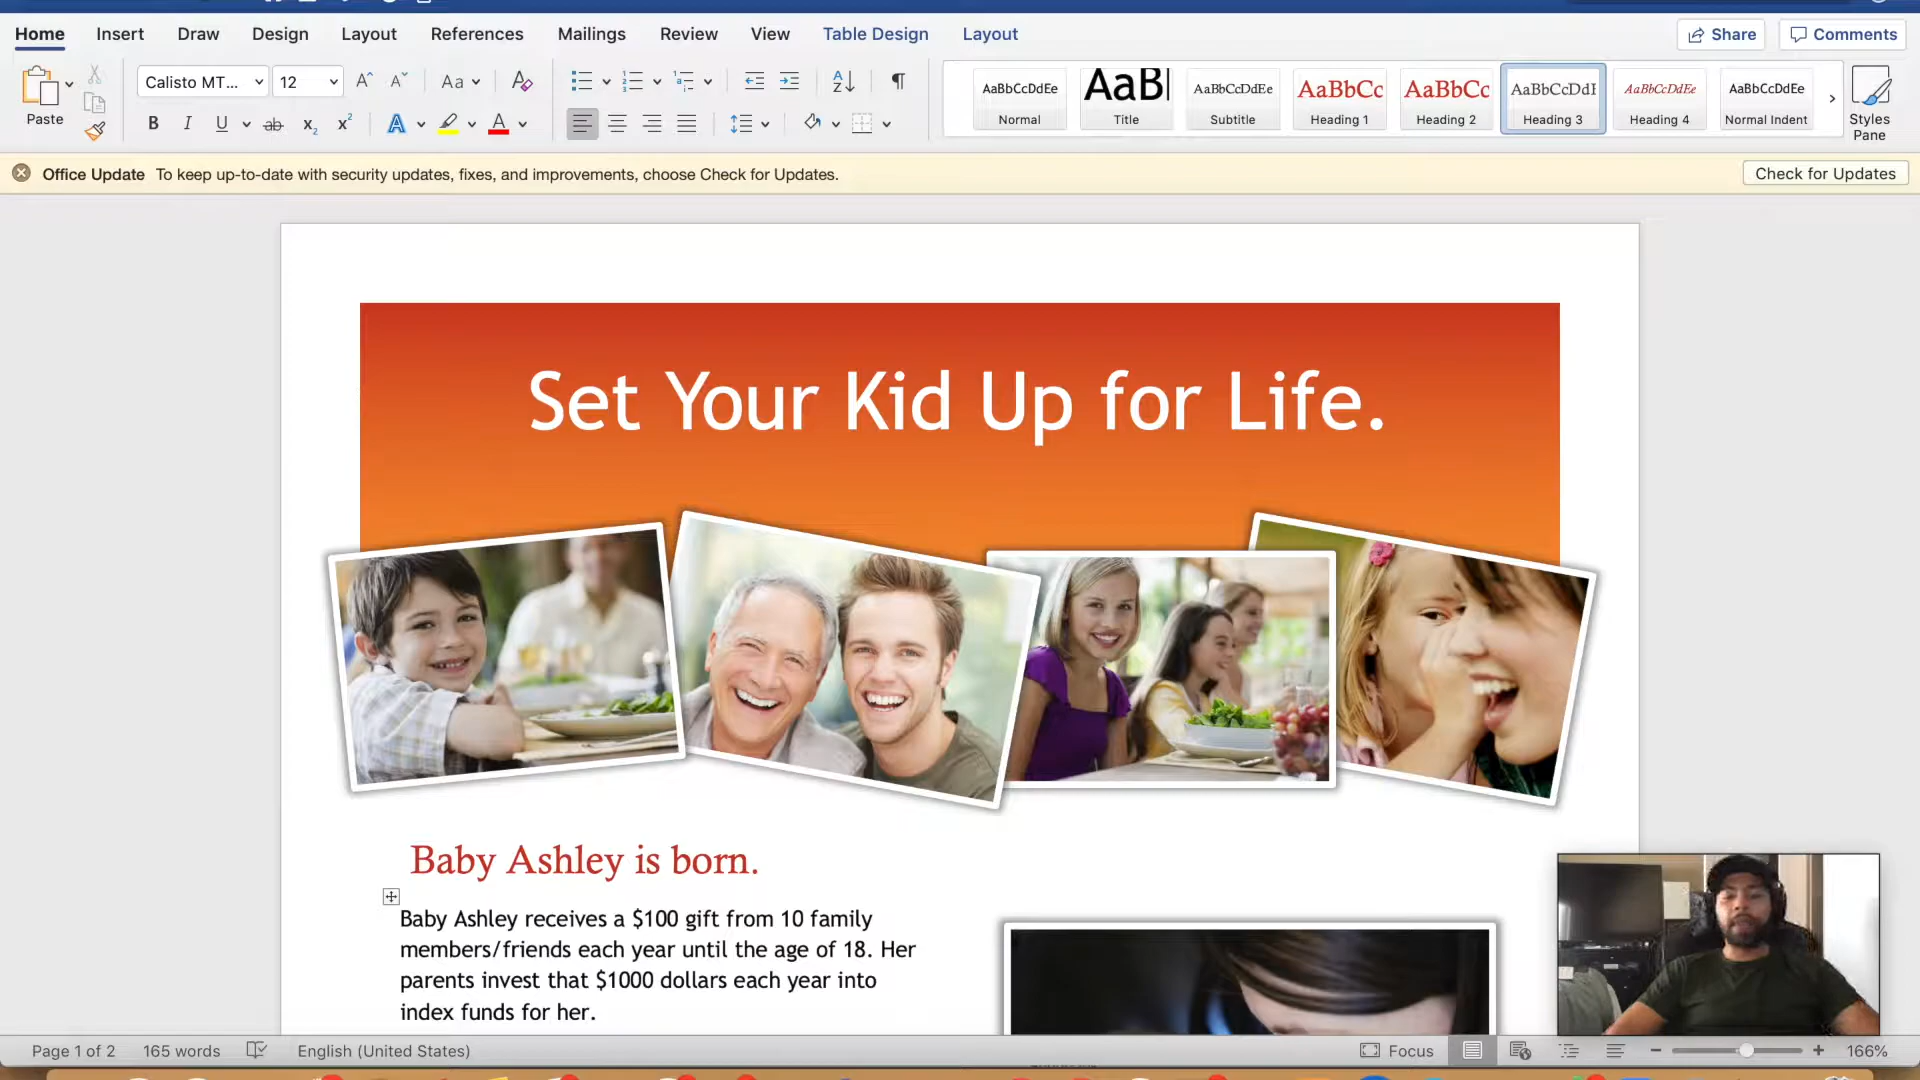 Home Insert Draw Design Layout References Mailings Review View Table Design Layout Share Comments
Calisto MT... 12 Aa
Paste
B I U ab x₂ x² A A
AaBbCcDdEe AaB AaBbCcDdEe AaBbCc AaBbCc AaBbCcDdE AaBbCcDdEe AaBbCcDdEe
Normal Title Subtitle Heading 1 Heading 2 Heading 3 Heading 4 Normal Indent
Styles
Pane
Office Update To keep up-to-date with security updates, fixes, and improvements, choose Check for Updates. Check for Updates
Set Your Kid Up for Life.
Baby Ashley is born.
Baby Ashley receives a $100 gift from 10 family
members/friends each year until the age of 18. Her
parents invest that $1000 dollars each year into
index funds for her.
Page 1 of 2 165 words English (United States) Focus 166%